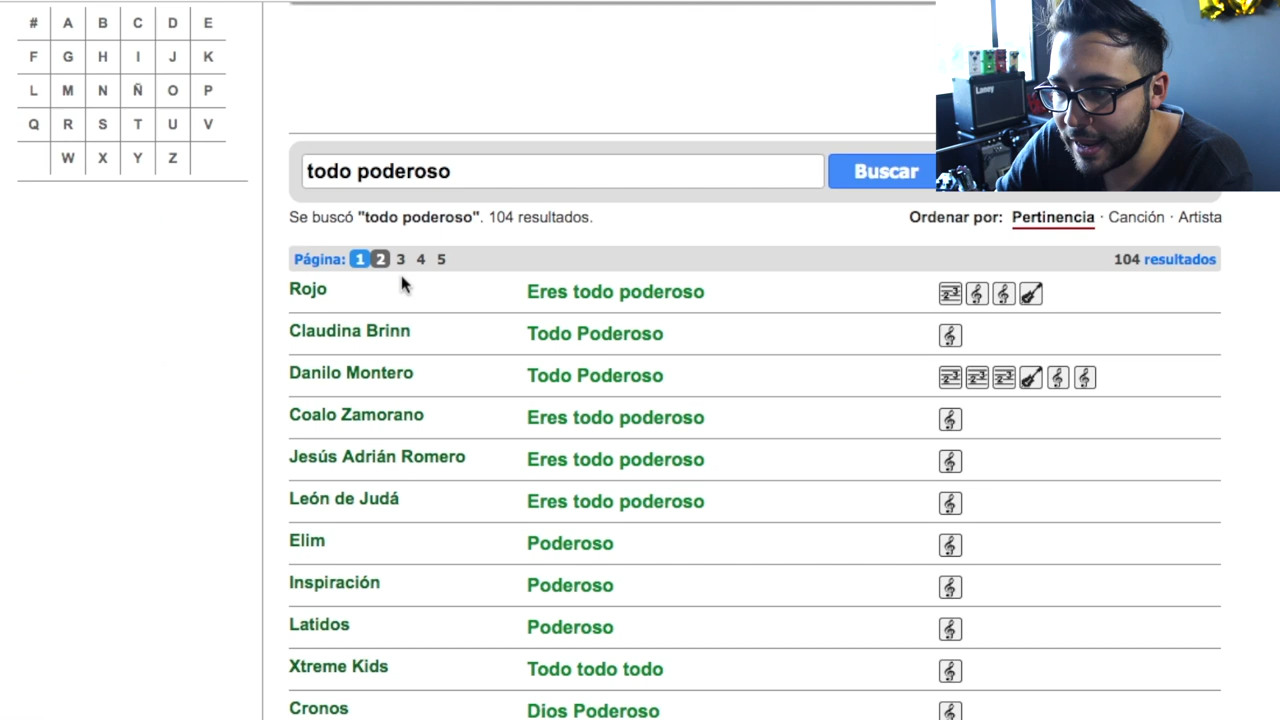 # A B C D E
F G H I J K
L M N Ñ O P
Q R S T U V
W X Y Z
Laney
todo poderoso Buscar
Se buscó "todo poderoso". 104 resultados. Ordenar por: Pertinencia · Canción · Artista
Página: 1 2 3 4 5 104 resultados
Rojo Eres todo poderoso
Claudina Brinn Todo Poderoso
Danilo Montero Todo Poderoso
Coalo Zamorano Eres todo poderoso
Jesús Adrián Romero Eres todo poderoso
León de Judá Eres todo poderoso
Elim Poderoso
Inspiración Poderoso
Latidos Poderoso
Xtreme Kids Todo todo todo
Cronos Dios Poderoso